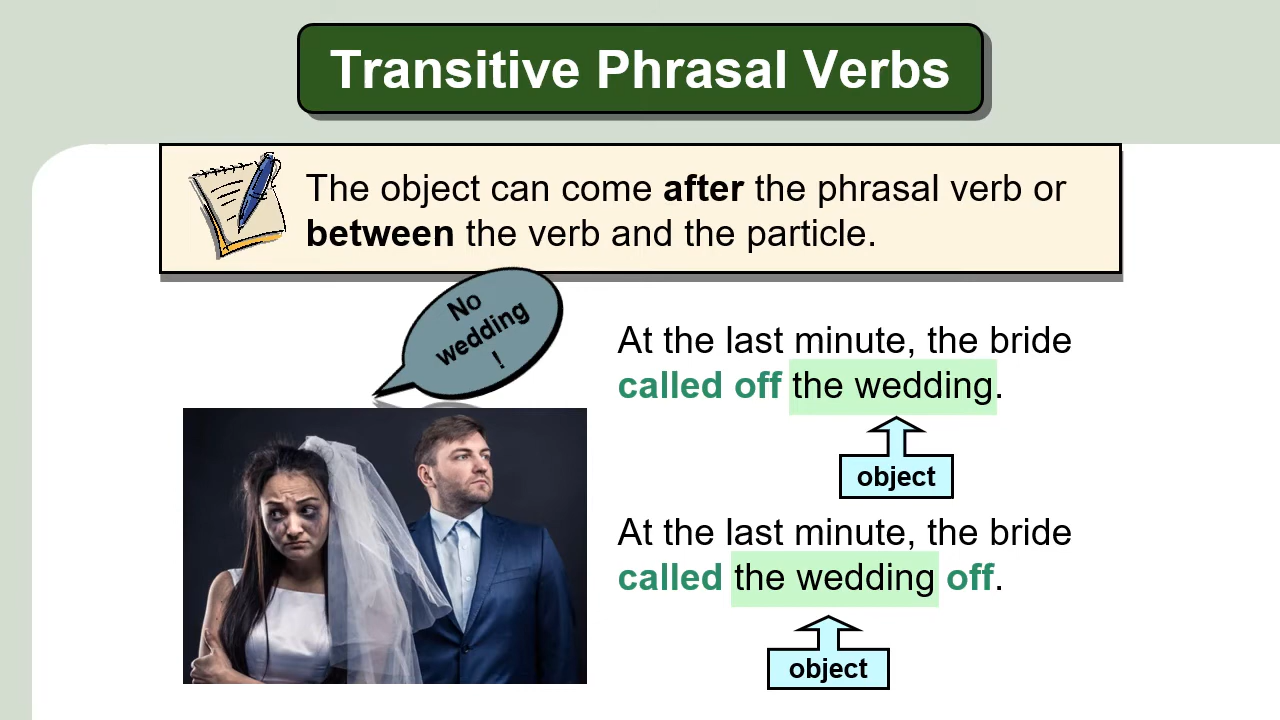 Transitive Phrasal Verbs
The object can come after the phrasal verb or
between the verb and the particle.
No
wedding
!
At the last minute, the bride
called off the wedding.
object
At the last minute, the bride
called the wedding off.
object